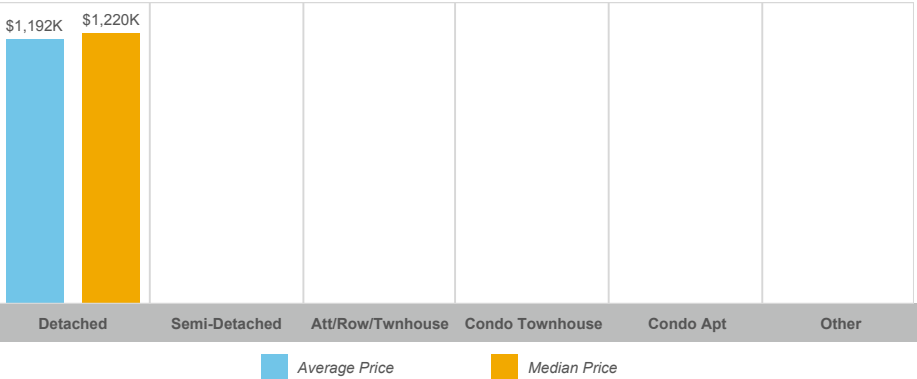 $1,192K
$1,220K
Detached Semi-Detached Att/Row/Twnhouse Condo Townhouse Condo Apt Other
Average Price Median Price